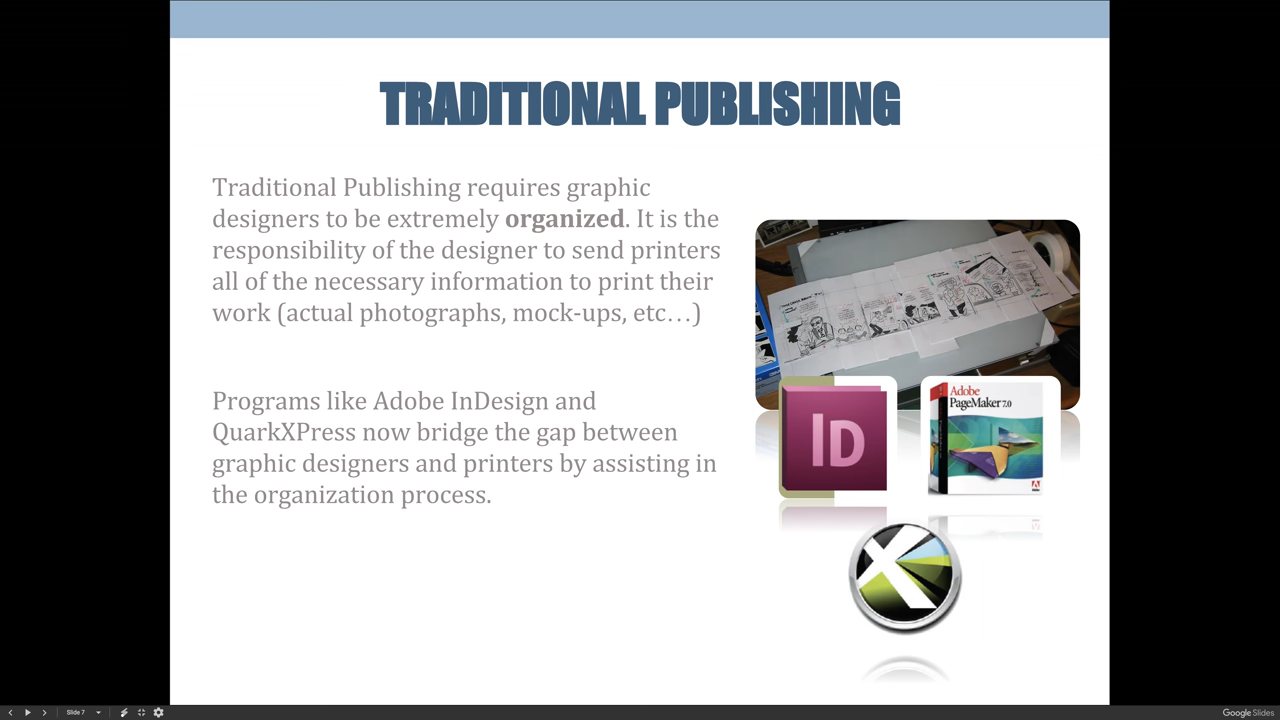 TRADITIONAL PUBLISHING
Traditional Publishing requires graphic
designers to be extremely organized. It is the
responsibility of the designer to send printers
all of the necessary information to print their
work (actual photographs, mock-ups, etc…)
Programs like Adobe InDesign and
QuarkXPress now bridge the gap between
graphic designers and printers by assisting in
the organization process.
ID
Adobe
PageMaker 7.0
Slide 7
Google Slides